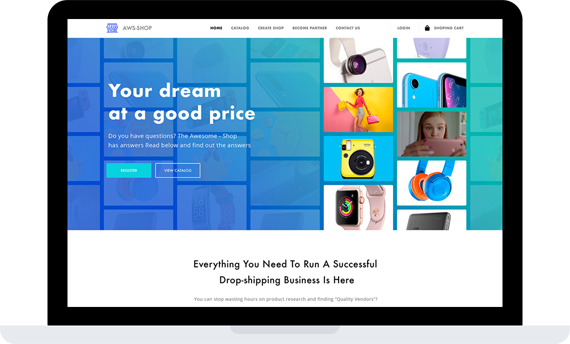 AWS-SHOP
HOME CATALOG CREATE SHOP BECOME PARTNER CONTACT US LOGIN SHOPING CART
Your dream
at a good price
Do you have questions? The Awesome - Shop
has answers Read below and find out the answers
REGISTER VIEW CATALOG
Everything You Need To Run A Successful
Drop-shipping Business Is Here
You can stop wasting hours on product research and finding "Quality Vendors"?